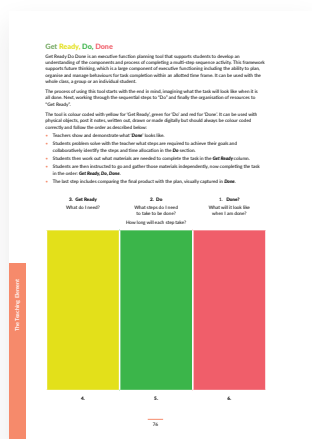 Get Ready, Do, Done
Get Ready Do Done is an executive function planning tool that supports students to develop an
understanding of the components and process of completing a multi-step sequence activity. This framework
supports future thinking, which is a large component of executive functioning including the ability to plan,
organise and manage behaviours for task completion within an allotted time frame. It can be used with the
whole class, a group or an individual student.
The process of using this tool starts with the end in mind, imagining what the task will look like when it is
all done. Next, working through the sequential steps to "Do" and finally the organisation of resources to
"Get Ready".
The tool is colour coded with yellow for 'Get Ready', green for 'Do' and red for 'Done'. It can be used with
physical objects, post it notes, written out, drawn or made digitally but should always be colour coded
correctly and follow the order as described below:
• Teachers show and demonstrate what 'Done' looks like.
• Students problem solve with the teacher what steps are required to achieve their goals and
collaboratively identify the steps and time allocation in the Do section.
• Students then work out what materials are needed to complete the task in the Get Ready column.
• Students are then instructed to go and gather those materials independently, now completing the task
in the order: Get Ready, Do, Done.
• The last step includes comparing the final product with the plan, visually captured in Done.
3. Get Ready
What do I need?
2. Do
What steps do I need
to take to be done?
How long will each step take?
1. Done?
What will it look like
when I am done?
4.
5.
6.
The Teaching Element
76